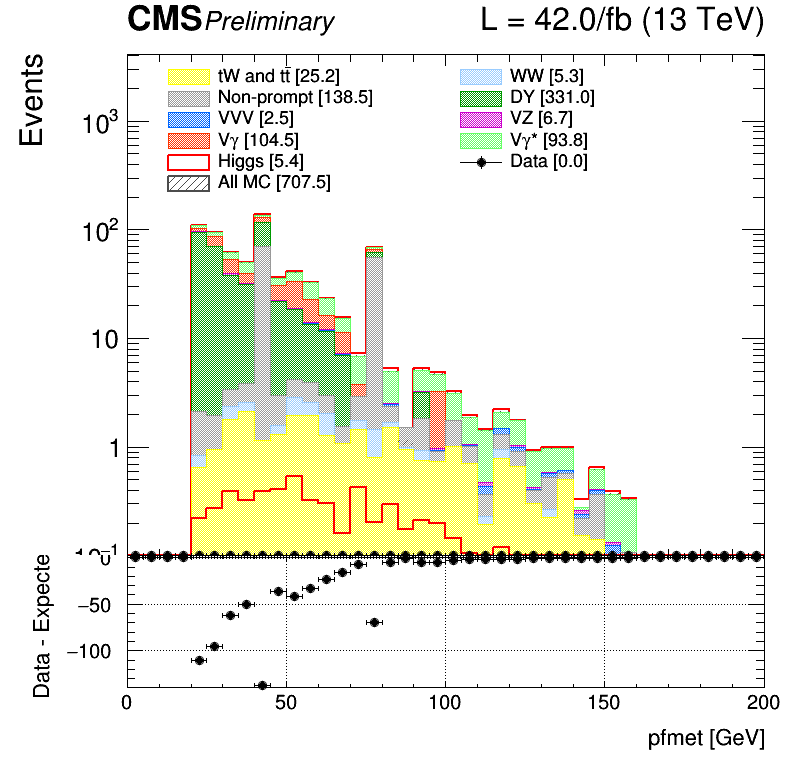 CMS Preliminary L = 42.0/fb (13 TeV)
Events
tW and tt̄ [25.2] WW [5.3]
Non-prompt [138.5] DY [331.0]
VVV [2.5] VZ [6.7]
Vγ [104.5] Vγ* [93.8]
Higgs [5.4] Data [0.0]
All MC [707.5]
10³
10²
10
1
Data - Expecte
0
−50
−100
0 50 100 150 200
pfmet [GeV]